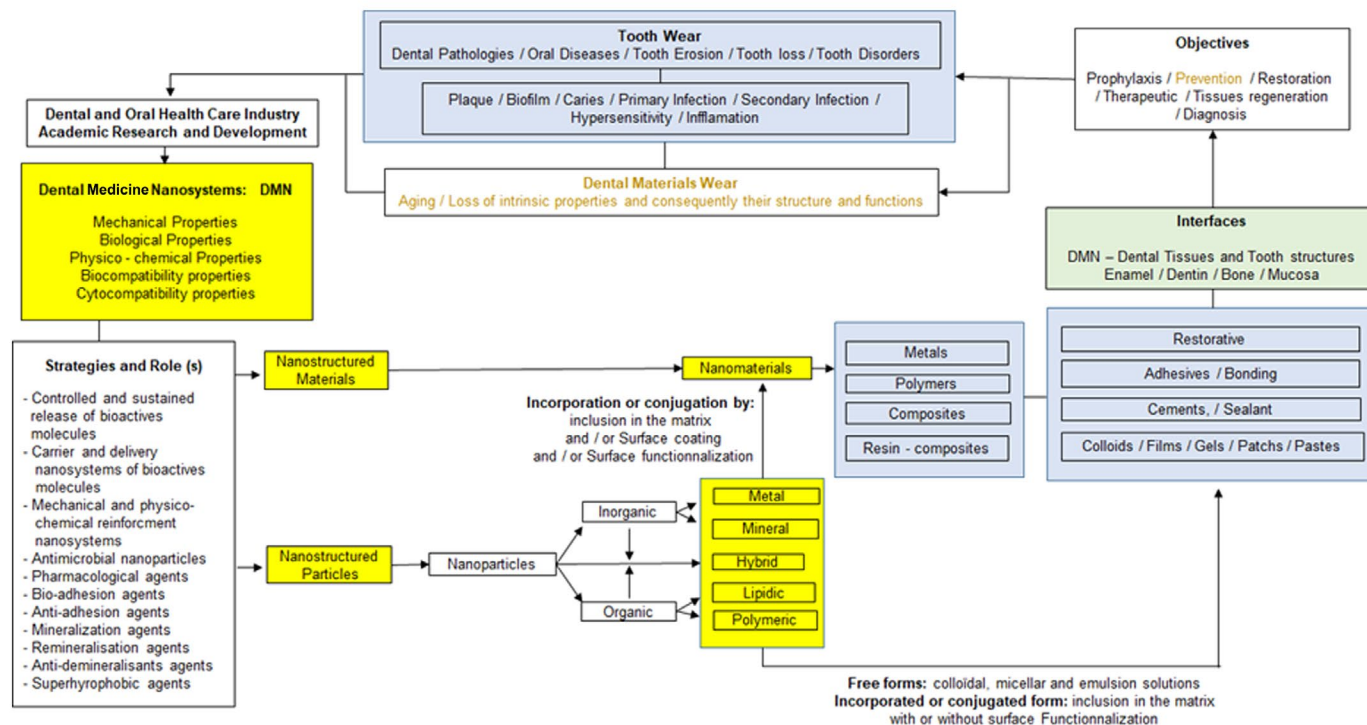 Tooth Wear
Dental Pathologies / Oral Diseases / Tooth Erosion / Tooth loss / Tooth Disorders
Plaque / Biofilm / Caries / Primary Infection / Secondary Infection /
Hypersensitivity / Infflamation
Dental Materials Wear
Aging / Loss of intrinsic properties and consequently their structure and functions
Objectives
Prophylaxis / Prevention / Restoration
/ Therapeutic / Tissues regeneration
/ Diagnosis
Dental and Oral Health Care Industry
Academic Research and Development
Dental Medicine Nanosystems: DMN
Mechanical Properties
Biological Properties
Physico - chemical Properties
Biocompatibility properties
Cytocompatibility properties
Strategies and Role (s)
- Controlled and sustained
release of bioactives
molecules
- Carrier and delivery
nanosystems of bioactives
molecules
- Mechanical and physico-
chemical reinforcment
nanosystems
- Antimicrobial nanoparticles
- Pharmacological agents
- Bio-adhesion agents
- Anti-adhesion agents
- Mineralization agents
- Remineralisation agents
- Anti-demineralisants agents
- Superhyrophobic agents
Nanostructured
Materials
Nanostructured
Particles
Nanoparticles
Inorganic
Organic
Metal
Mineral
Hybrid
Lipidic
Polymeric
Incorporation or conjugation by:
inclusion in the matrix
and / or Surface coating
and / or Surface functionnalization
Nanomaterials
Metals
Polymers
Composites
Resin - composites
Interfaces
DMN – Dental Tissues and Tooth structures
Enamel / Dentin / Bone / Mucosa
Restorative
Adhesives / Bonding
Cements, / Sealant
Colloids / Films / Gels / Patchs / Pastes
Free forms: colloïdal, micellar and emulsion solutions
Incorporated or conjugated form: inclusion in the matrix
with or without surface Functionnalization